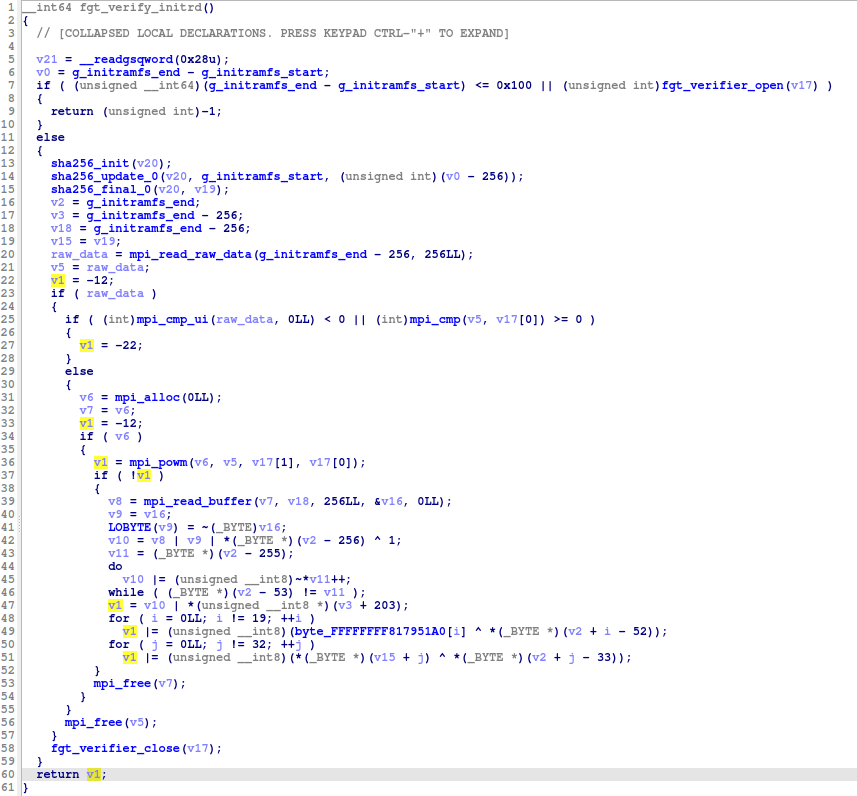 1 __int64 fgt_verify_initrd()
2 {
3 // [COLLAPSED LOCAL DECLARATIONS. PRESS KEYPAD CTRL-"+" TO EXPAND]
4
5 v21 = __readgsqword(0x28u);
6 v0 = g_initramfs_end - g_initramfs_start;
7 if ( (unsigned __int64)(g_initramfs_end - g_initramfs_start) <= 0x100 || (unsigned int)fgt_verifier_open(v17) )
8 {
9 return (unsigned int)-1;
10 }
11 else
12 {
13 sha256_init(v20);
14 sha256_update_0(v20, g_initramfs_start, (unsigned int)(v0 - 256));
15 sha256_final_0(v20, v19);
16 v2 = g_initramfs_end;
17 v3 = g_initramfs_end - 256;
18 v18 = g_initramfs_end - 256;
19 v15 = v19;
20 raw_data = mpi_read_raw_data(g_initramfs_end - 256, 256LL);
21 v5 = raw_data;
22 v1 = -12;
23 if ( raw_data )
24 {
25 if ( (int)mpi_cmp_ui(raw_data, 0LL) < 0 || (int)mpi_cmp(v5, v17[0]) >= 0 )
26 {
27 v1 = -22;
28 }
29 else
30 {
31 v6 = mpi_alloc(0LL);
32 v7 = v6;
33 v1 = -12;
34 if ( v6 )
35 {
36 v1 = mpi_powm(v6, v5, v17[1], v17[0]);
37 if ( !v1 )
38 {
39 v8 = mpi_read_buffer(v7, v18, 256LL, &v16, 0LL);
40 v9 = v16;
41 LOBYTE(v9) = ~(_BYTE)v16;
42 v10 = v8 | v9 | *(_BYTE *)(v2 - 256) ^ 1;
43 v11 = (_BYTE *)(v2 - 255);
44 do
45 v10 |= (unsigned __int8)~*v11++;
46 while ( (_BYTE *)(v2 - 53) != v11 );
47 v1 = v10 | *(unsigned __int8 *)(v3 + 203);
48 for ( i = 0LL; i != 19; ++i )
49 v1 |= (unsigned __int8)(byte_FFFFFFFF817951A0[i] ^ *(_BYTE *)(v2 + i - 52));
50 for ( j = 0LL; j != 32; ++j )
51 v1 |= (unsigned __int8)(*(_BYTE *)(v15 + j) ^ *(_BYTE *)(v2 + j - 33));
52 }
53 mpi_free(v7);
54 }
55 }
56 mpi_free(v5);
57 }
58 fgt_verifier_close(v17);
59 }
60 return v1;
61 }